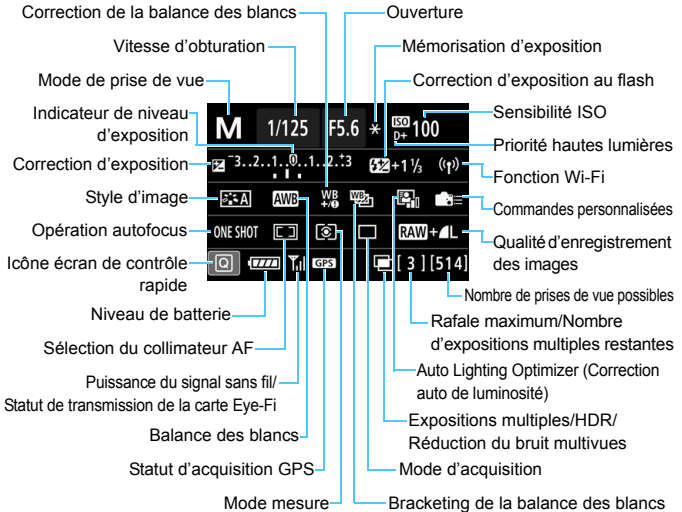 Correction de la balance des blancs
Ouverture
Vitesse d'obturation
Mémorisation d'exposition
Mode de prise de vue
Correction d'exposition au flash
Indicateur de niveau
d'exposition
Sensibilité ISO
Priorité hautes lumières
Correction d'exposition
Fonction Wi-Fi
Style d'image
Commandes personnalisées
Opération autofocus
Qualité d'enregistrement
des images
Icône écran de contrôle
rapide
Nombre de prises de vue possibles
Niveau de batterie
Rafale maximum/Nombre
d'expositions multiples restantes
Sélection du collimateur AF
Auto Lighting Optimizer (Correction
auto de luminosité)
Puissance du signal sans fil/
Statut de transmission de la carte Eye-Fi
Expositions multiples/HDR/
Réduction du bruit multivues
Balance des blancs
Statut d'acquisition GPS
Mode d'acquisition
Mode mesure
Bracketing de la balance des blancs
M 1/125 F5.6 ISO D+ 100
-3..2..1..0..1..2..+3 +1 1/3
A AWB WB +/- WB
ONE SHOT RAW+L
Q GPS [ 3 ] [514]